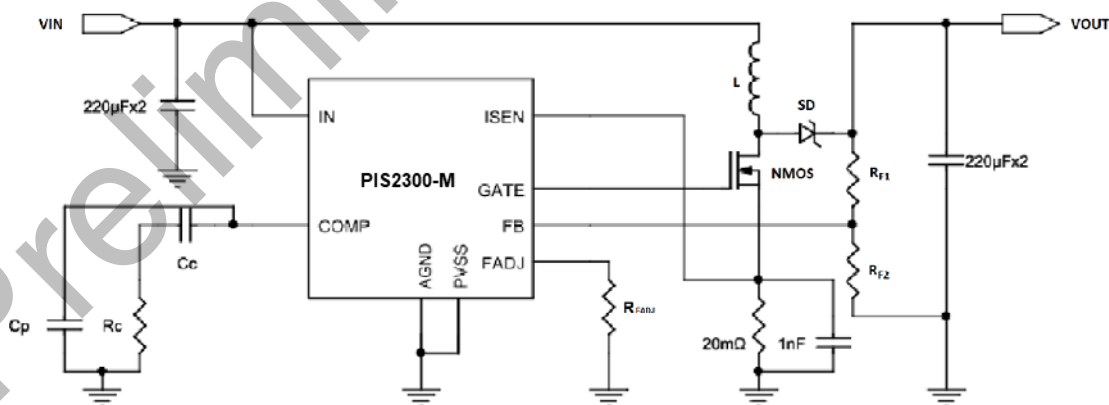 VIN
VOUT
220µFx2
L
SD
IN
ISEN
PIS2300-M
NMOS
RF1
220µFx2
GATE
COMP
FB
Cc
AGND
PVSS
FADJ
RF2
RFADJ
Cp
Rc
20mΩ
1nF
Prelimi